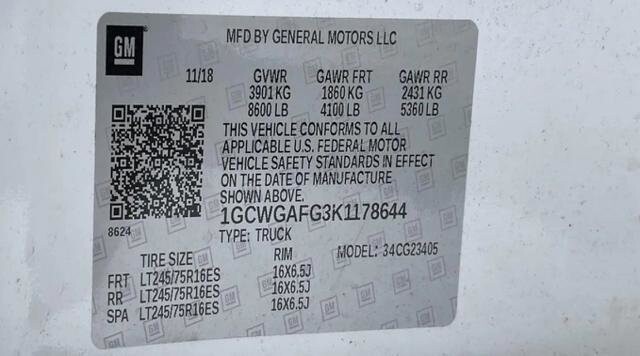 GM
MFD BY GENERAL MOTORS LLC
11/18 GVWR GAWR FRT GAWR RR
3901 KG 1860 KG 2431 KG
8600 LB 4100 LB 5360 LB
THIS VEHICLE CONFORMS TO ALL
APPLICABLE U.S. FEDERAL MOTOR
VEHICLE SAFETY STANDARDS IN EFFECT
ON THE DATE OF MANUFACTURE
SHOWN ABOVE.
8624
1GCWGAFG3K1178644
TYPE: TRUCK
MODEL: 34CG23405
TIRE SIZE RIM
FRT LT245/75R16ES 16X6.5J
RR LT245/75R16ES 16X6.5J
SPA LT245/75R16ES 16X6.5J